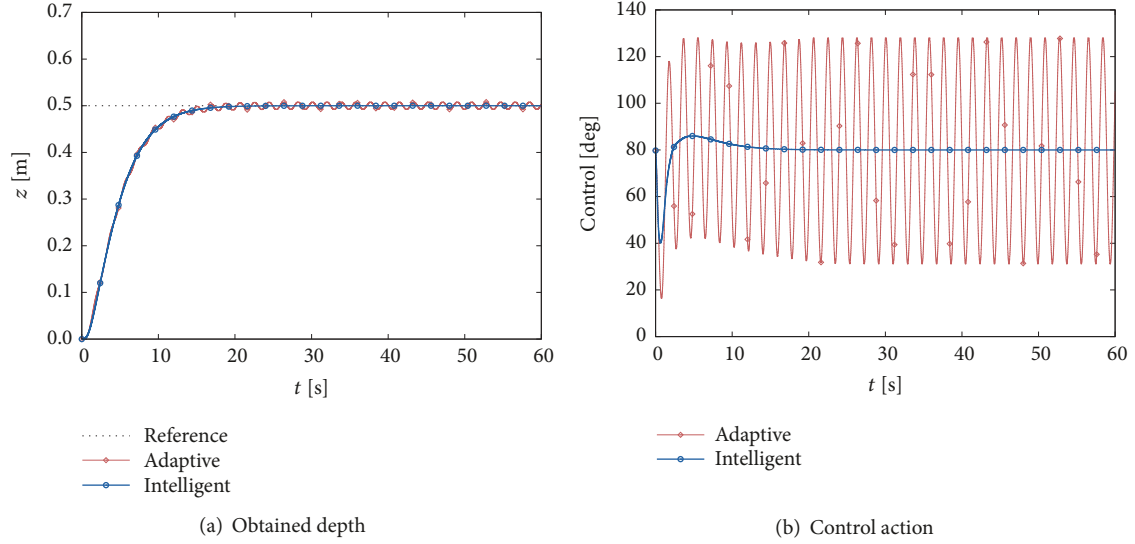 0.7
0.6
0.5
0.4
0.3
0.2
0.1
0.0
z [m]
0 10 20 30 40 50 60
t [s]
Reference
Adaptive
Intelligent
(a) Obtained depth
140
120
100
80
60
40
20
0
Control [deg]
0 10 20 30 40 50 60
t [s]
Adaptive
Intelligent
(b) Control action